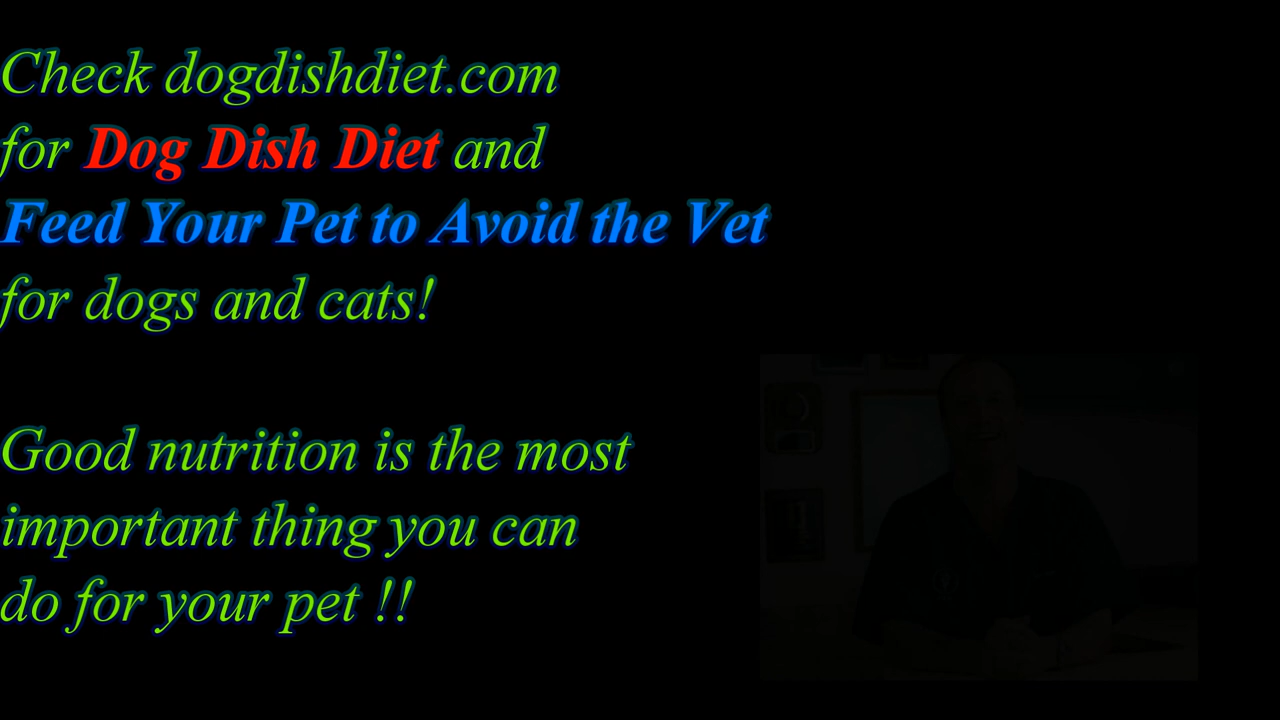 Check dogdishdiet.com
for Dog Dish Diet and
Feed Your Pet to Avoid the Vet
for dogs and cats!
Good nutrition is the most
important thing you can
do for your pet !!